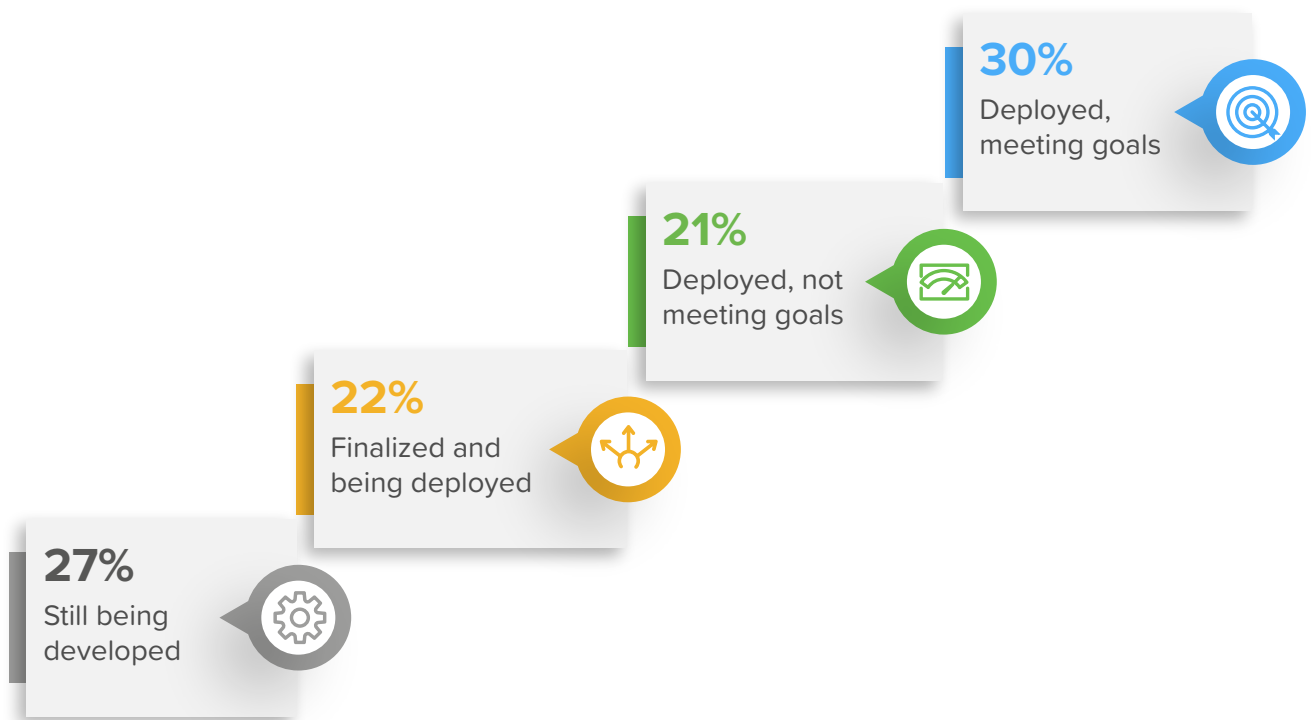 30%
Deployed,
meeting goals
21%
Deployed, not
meeting goals
22%
Finalized and
being deployed
27%
Still being
developed